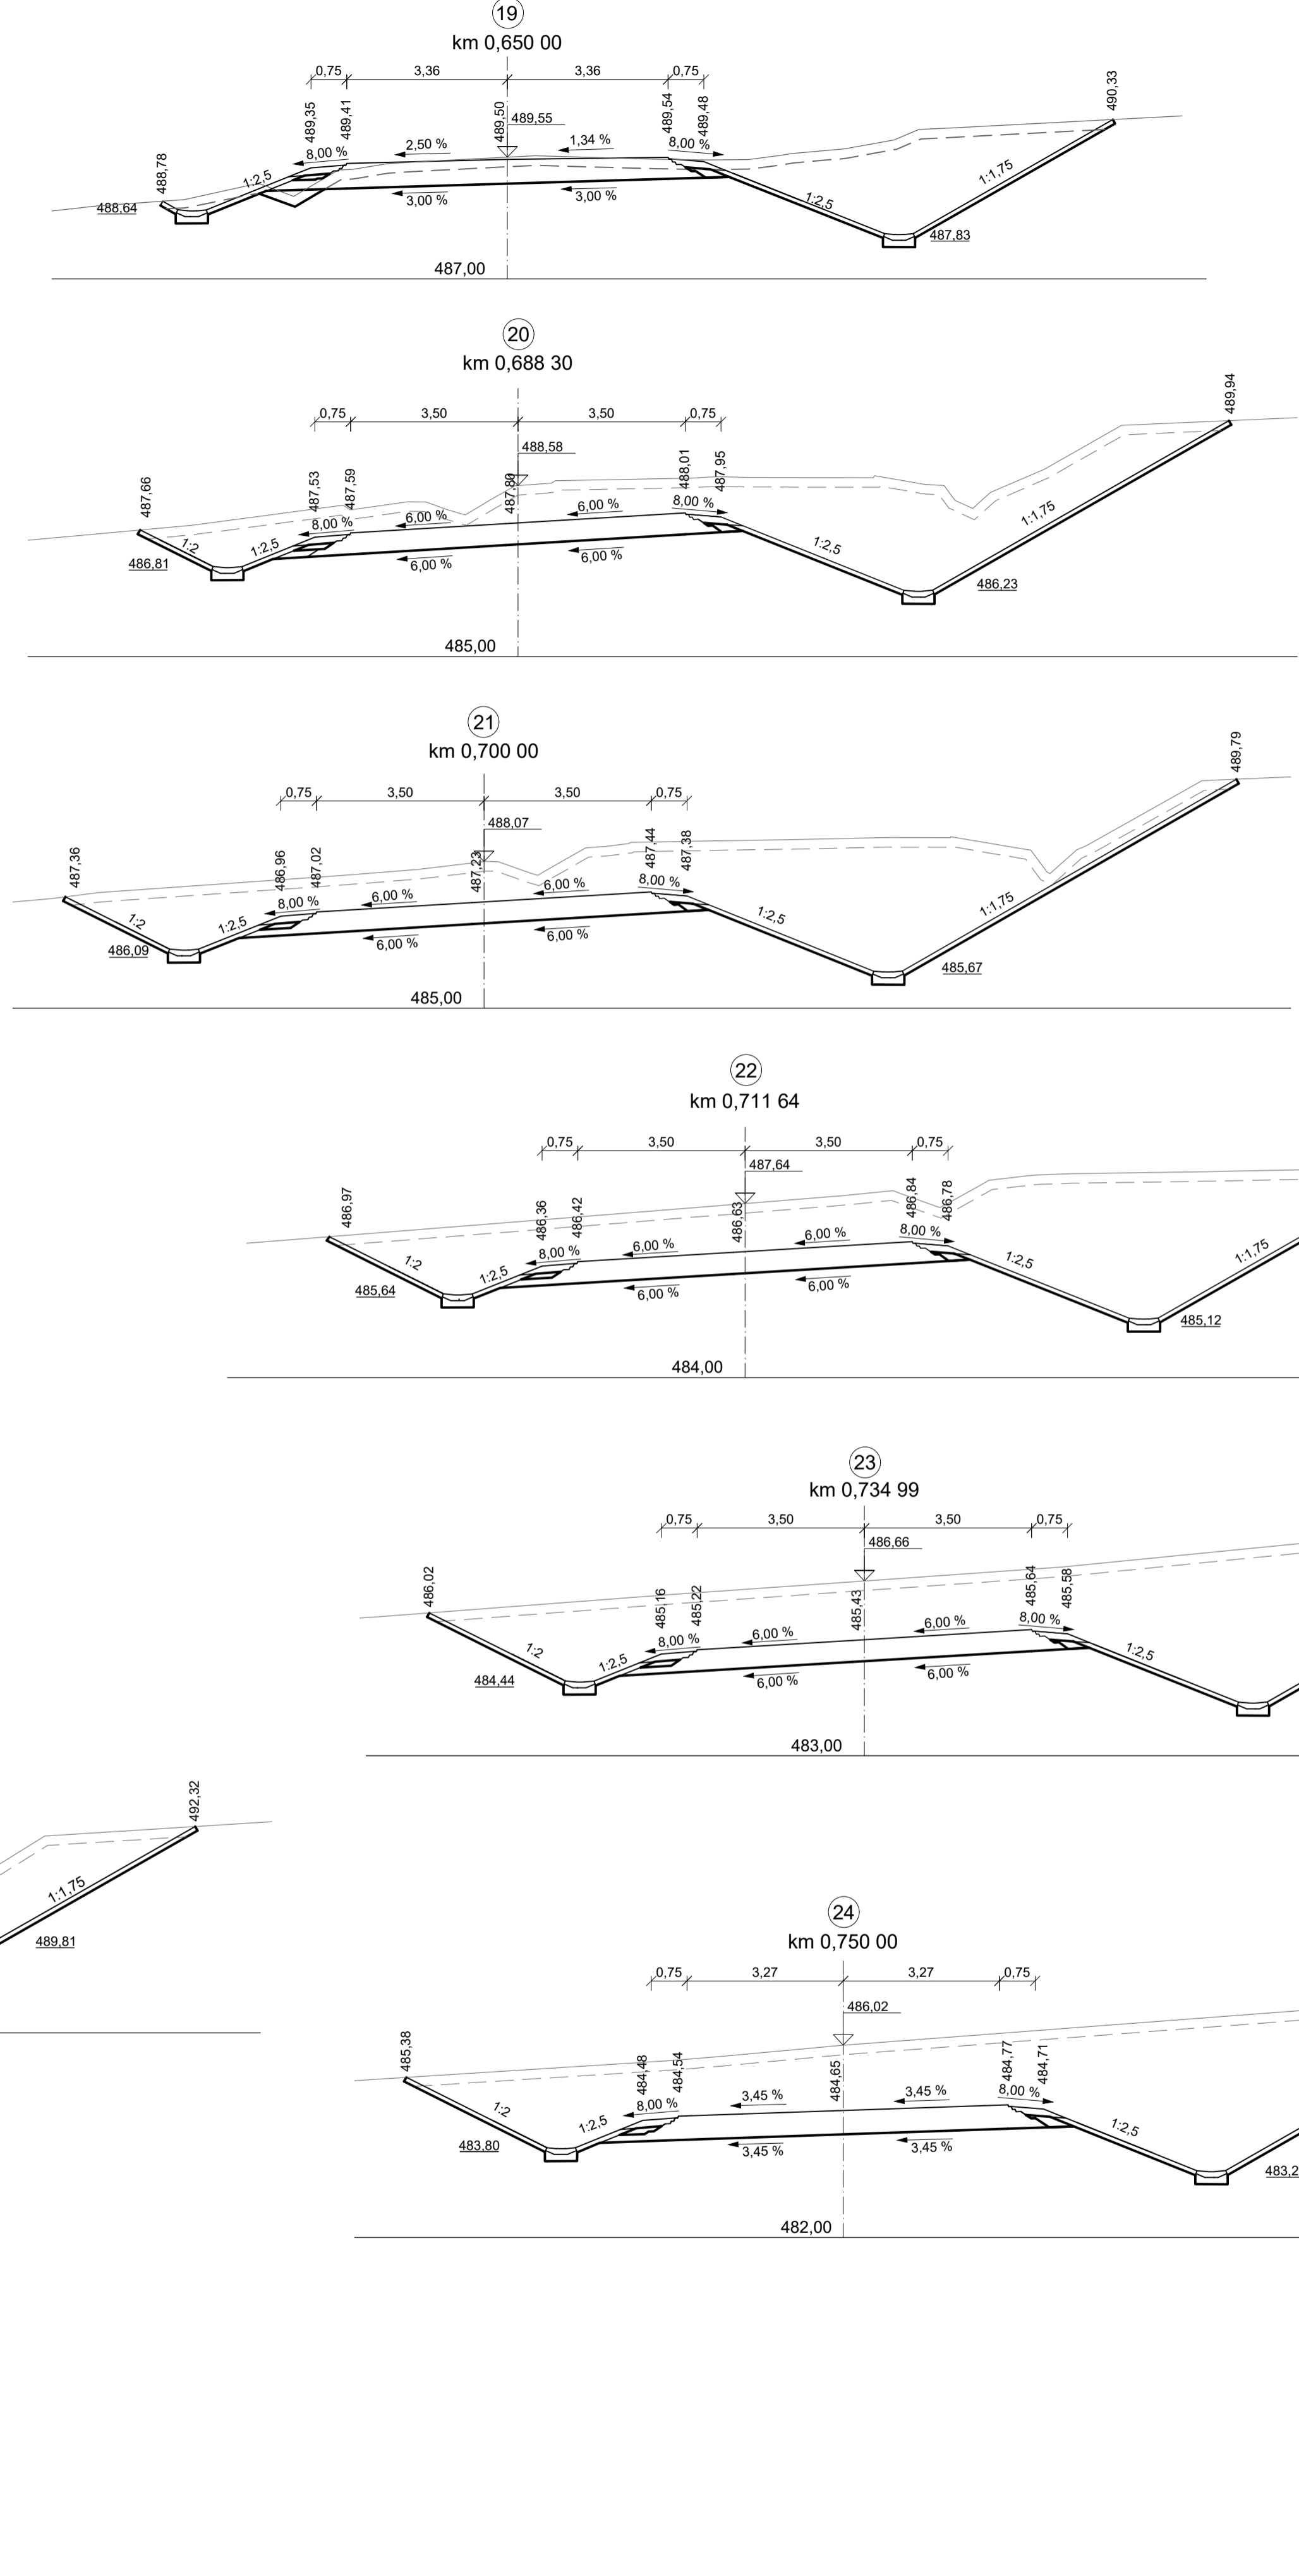 19
km 0,650 00
0,75 3,36 3,36 0,75
489,35 489,41 489,50 489,55 489,54 489,48 490,33
488,78 8,00 % 2,50 % 1,34 % 8,00 %
1:2,5 1:2,5 1:1,75
488,64 3,00 % 3,00 % 487,83
487,00
20
km 0,688 30
0,75 3,50 3,50 0,75
489,94
488,58
487,66 487,53 487,59 487,80 488,01 487,95
8,00 % 6,00 % 6,00 % 8,00 %
1:2 1:2,5 1:2,5 1:1,75
486,81 6,00 % 6,00 % 486,23
485,00
21
km 0,700 00
489,79
0,75 3,50 3,50 0,75
488,07
487,36 486,96 487,02 487,23 487,44 487,38
8,00 % 6,00 % 6,00 % 8,00 %
1:2 1:2,5 1:2,5 1:1,75
486,09 6,00 % 6,00 % 485,67
485,00
22
km 0,711 64
0,75 3,50 3,50 0,75
487,64
486,97 486,36 486,42 486,63 486,84 486,78
8,00 % 6,00 % 6,00 % 8,00 %
1:2 1:2,5 1:2,5 1:1,75
485,64 6,00 % 6,00 % 485,12
484,00
23
km 0,734 99
0,75 3,50 3,50 0,75
486,66
486,02 485,16 485,22 485,43 485,64 485,58
8,00 % 6,00 % 6,00 % 8,00 %
1:2 1:2,5 1:2,5
484,44 6,00 % 6,00 %
483,00
492,32
1:1,75
489,81
24
km 0,750 00
0,75 3,27 3,27 0,75
486,02
485,38 484,48 484,54 484,65 484,77 484,71
8,00 % 3,45 % 3,45 % 8,00 %
1:2 1:2,5 1:2,5
483,80 3,45 % 3,45 % 483,2
482,00